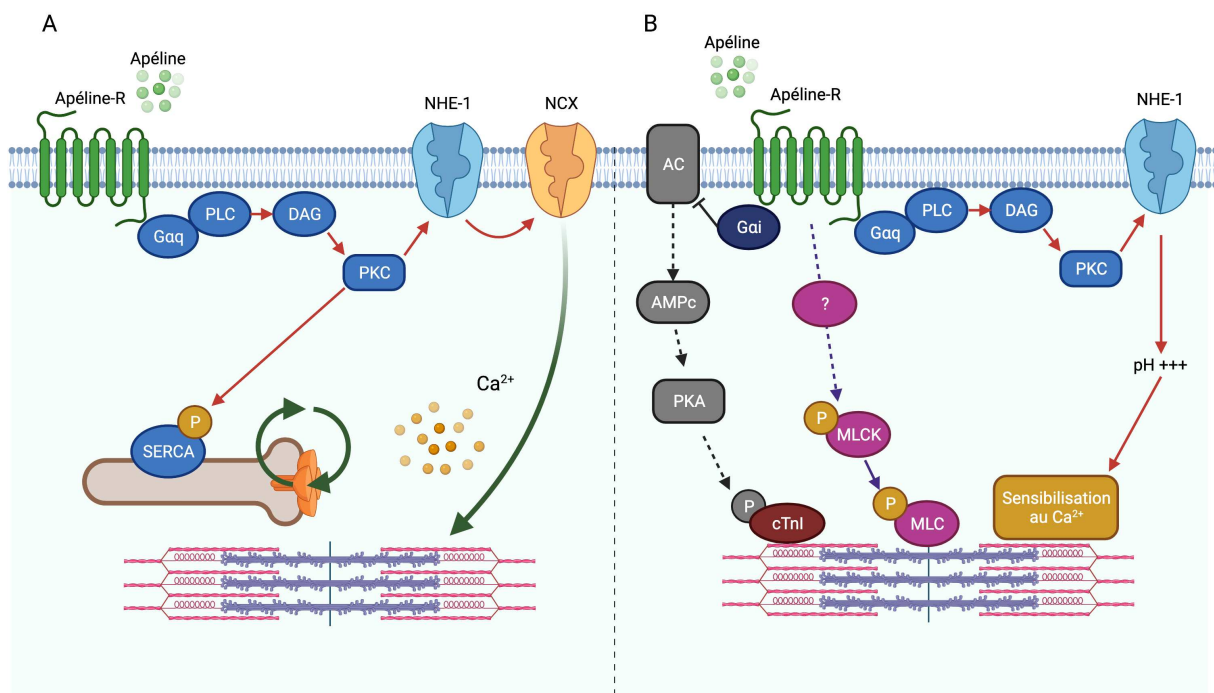 A
Apéline
Apéline-R
NHE-1
NCX
PLC
DAG
Gαq
PKC
Ca²⁺
P
SERCA
B
Apéline
Apéline-R
NHE-1
AC
Gαi
PLC
DAG
Gαq
PKC
AMPc
?
pH +++
PKA
P
MLCK
P
cTnI
P
MLC
Sensibilisation
au Ca²⁺